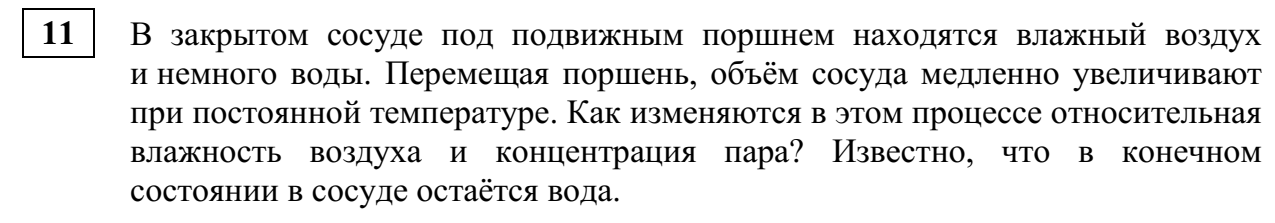 11 В закрытом сосуде под подвижным поршнем находятся влажный воздух
и немного воды. Перемещая поршень, объём сосуда медленно увеличивают
при постоянной температуре. Как изменяются в этом процессе относительная
влажность воздуха и концентрация пара? Известно, что в конечном
состоянии в сосуде остаётся вода.